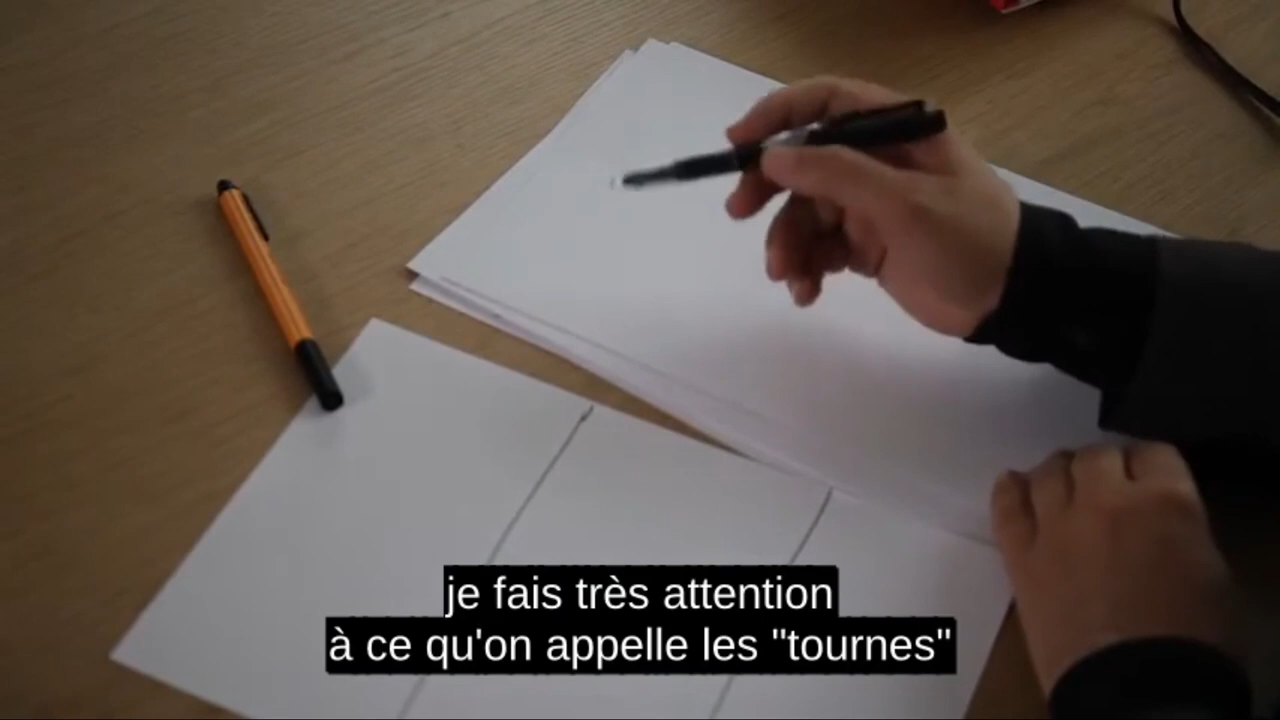 je fais très attention
à ce qu'on appelle les "tournes"